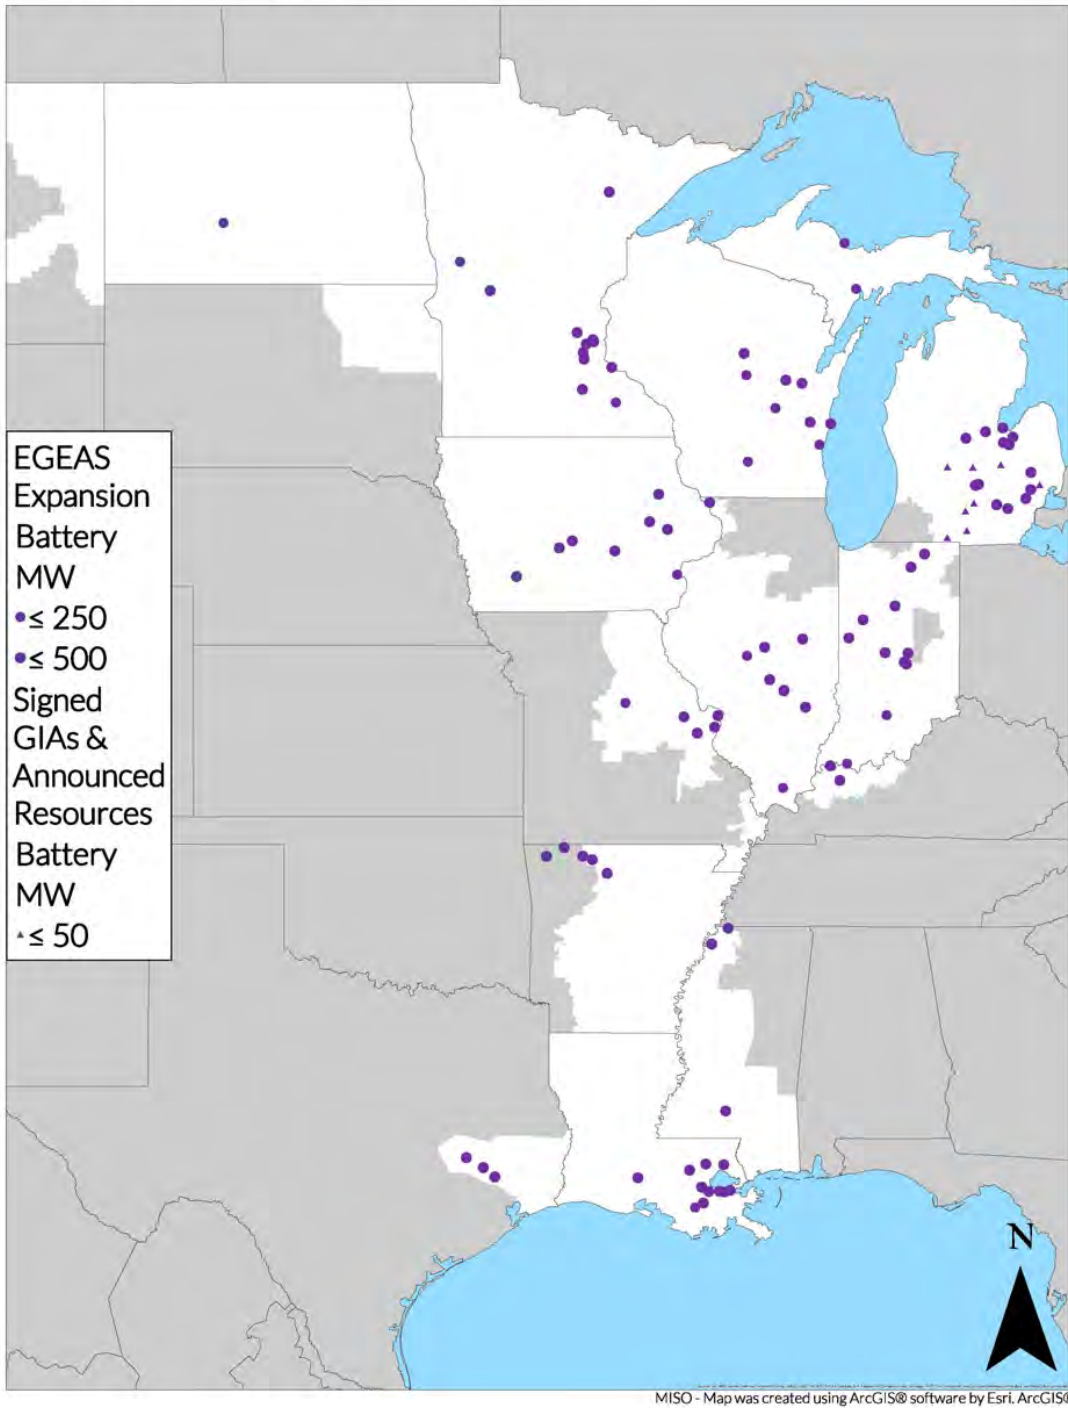 EGEAS
Expansion
Battery
MW
≤ 250
≤ 500
Signed
GIAs &
Announced
Resources
Battery
MW
≤ 50
N
MISO - Map was created using ArcGIS® software by Esri. ArcGIS®